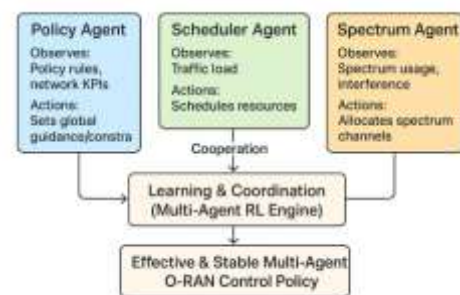 Policy Agent
Observes:
Policy rules,
network KPIs
Actions:
Sets global
guidance/constra
Scheduler Agent
Observes:
Traffic load
Actions:
Schedules resources
Spectrum Agent
Observes:
Spectrum usage,
interference
Actions:
Allocates spectrum
channels
Cooperation
Learning & Coordination
(Multi-Agent RL Engine)
Effective & Stable Multi-Agent
O-RAN Control Policy